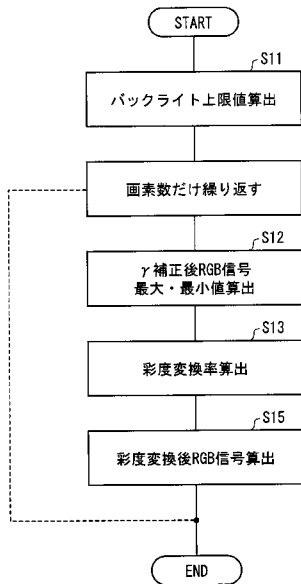 START
S11
バックライト上限値算出
画素数だけ繰り返す
S12
γ補正後RGB信号
最大・最小値算出
S13
彩度変換率算出
S15
彩度変換後RGB信号算出
END